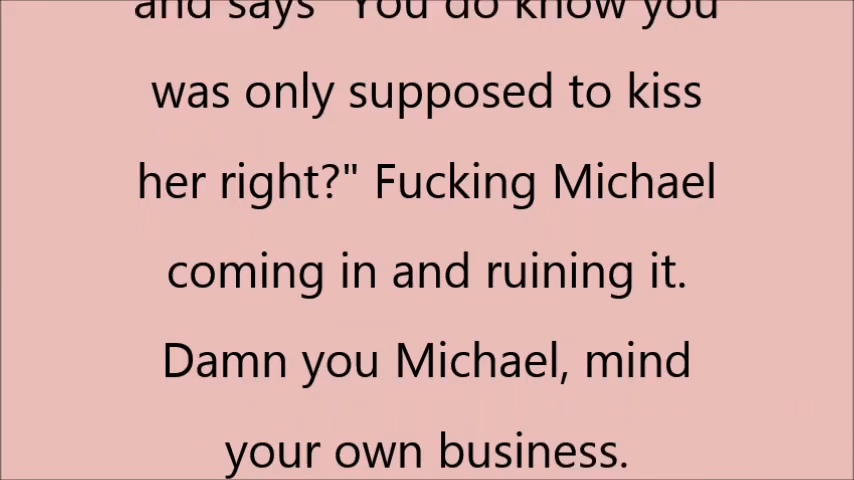 and says "You do know you
was only supposed to kiss
her right?" Fucking Michael
coming in and ruining it.
Damn you Michael, mind
your own business.